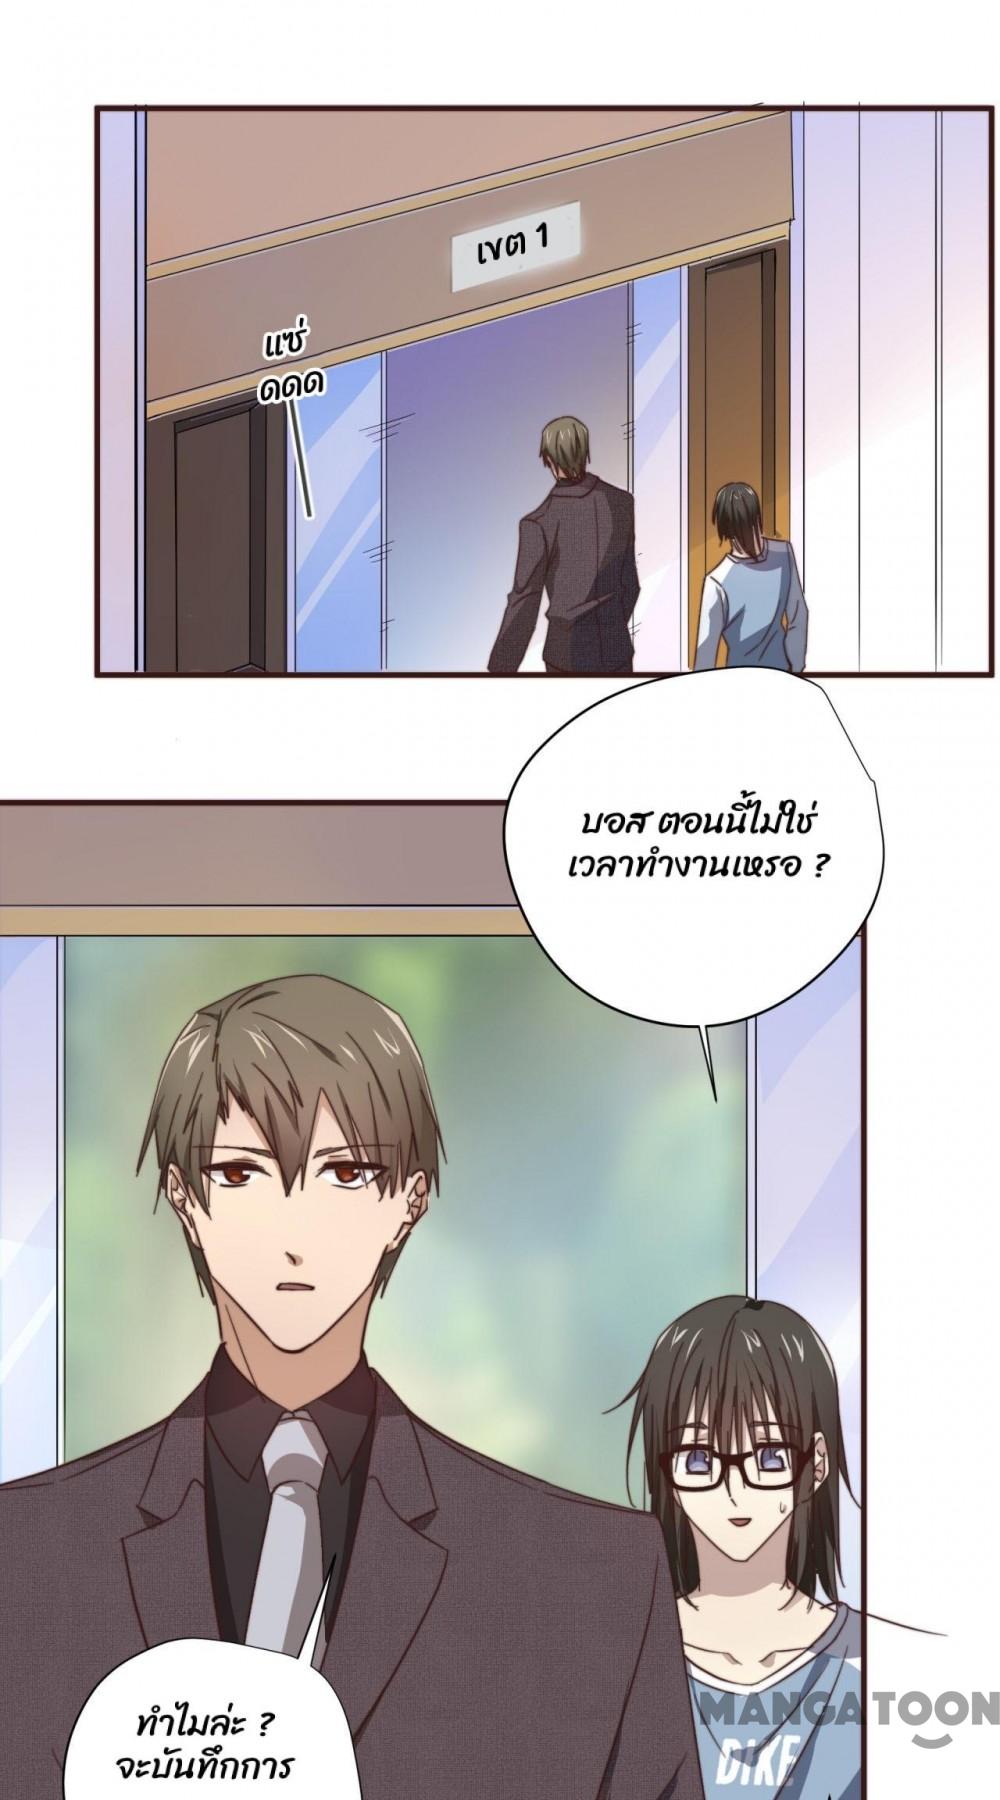 เขต 1
แซ่
ดดด
บอส ตอนนี้ไม่ใช่
เวลาทำงานเหรอ ?
ทำไมล่ะ ?
จะบันทึกการ
MANGATOON
DIKE